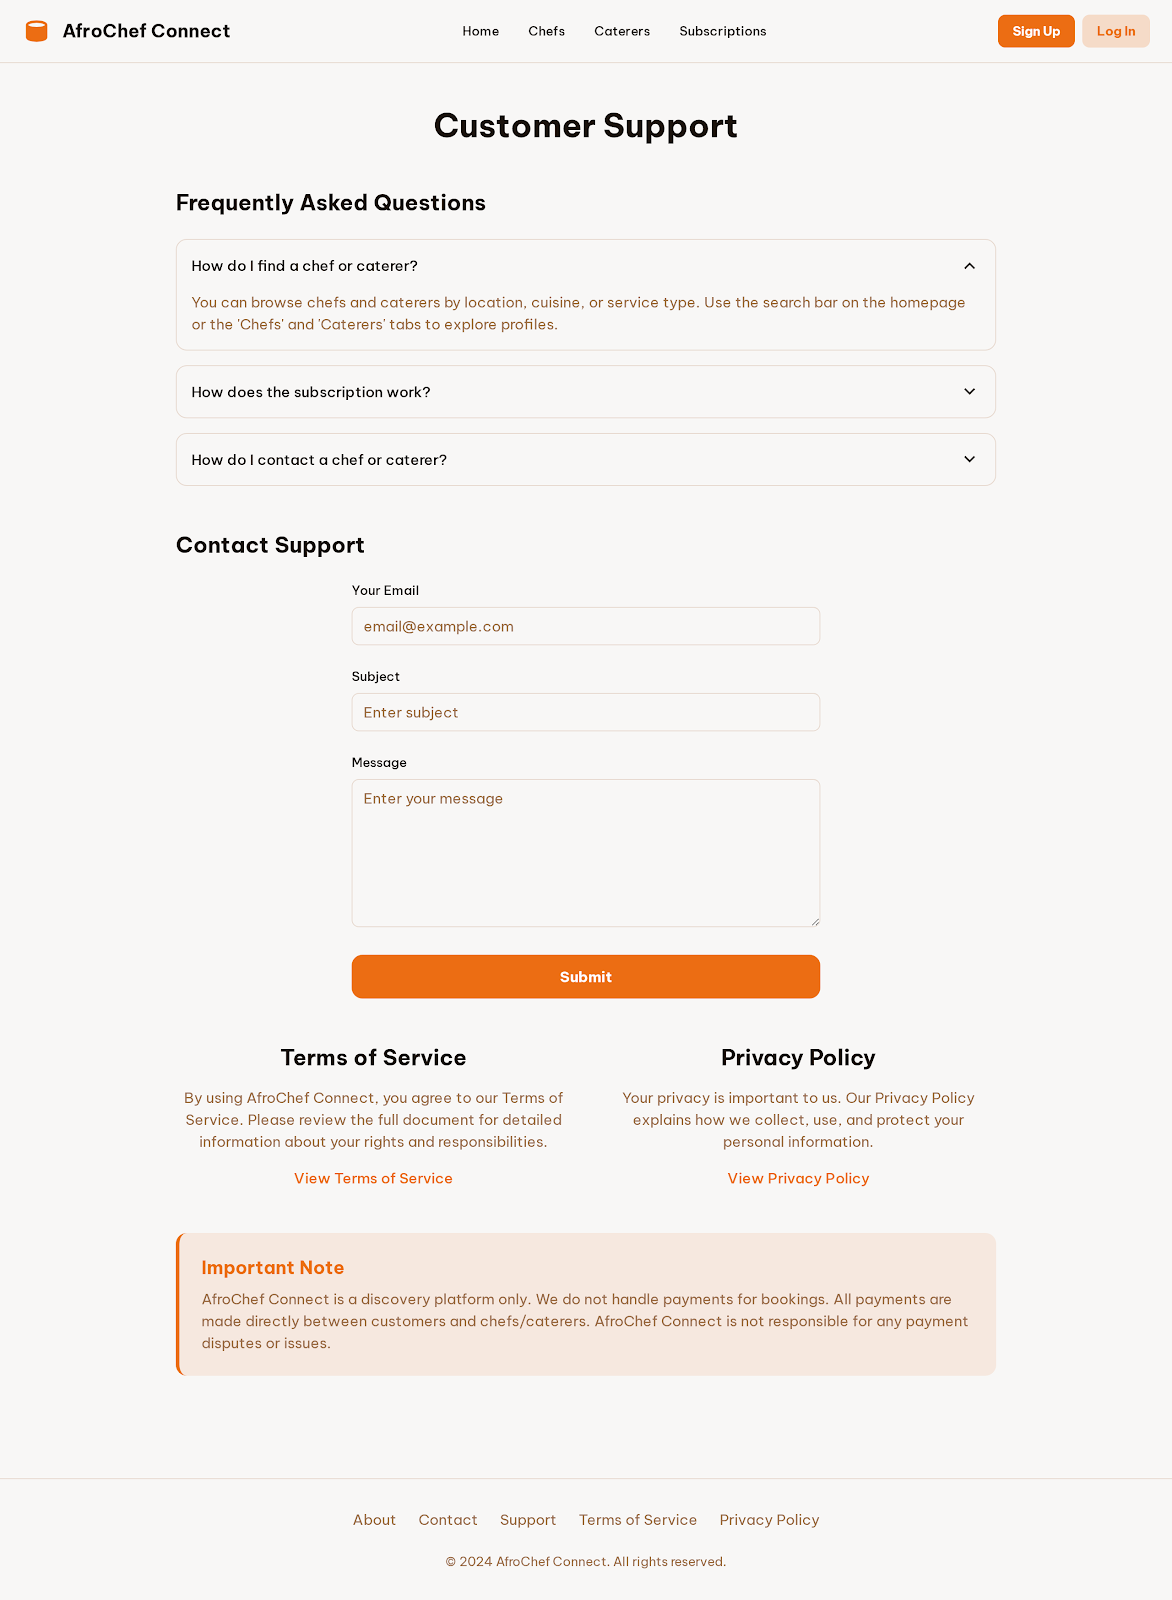 AfroChef Connect
Home Chefs Caterers Subscriptions
Sign Up Log In
Customer Support
Frequently Asked Questions
How do I find a chef or caterer?
You can browse chefs and caterers by location, cuisine, or service type. Use the search bar on the homepage
or the 'Chefs' and 'Caterers' tabs to explore profiles.
How does the subscription work?
How do I contact a chef or caterer?
Contact Support
Your Email
email@example.com
Subject
Enter subject
Message
Enter your message
Submit
Terms of Service
By using AfroChef Connect, you agree to our Terms of
Service. Please review the full document for detailed
information about your rights and responsibilities.
View Terms of Service
Privacy Policy
Your privacy is important to us. Our Privacy Policy
explains how we collect, use, and protect your
personal information.
View Privacy Policy
Important Note
AfroChef Connect is a discovery platform only. We do not handle payments for bookings. All payments are
made directly between customers and chefs/caterers. AfroChef Connect is not responsible for any payment
disputes or issues.
About Contact Support Terms of Service Privacy Policy
© 2024 AfroChef Connect. All rights reserved.